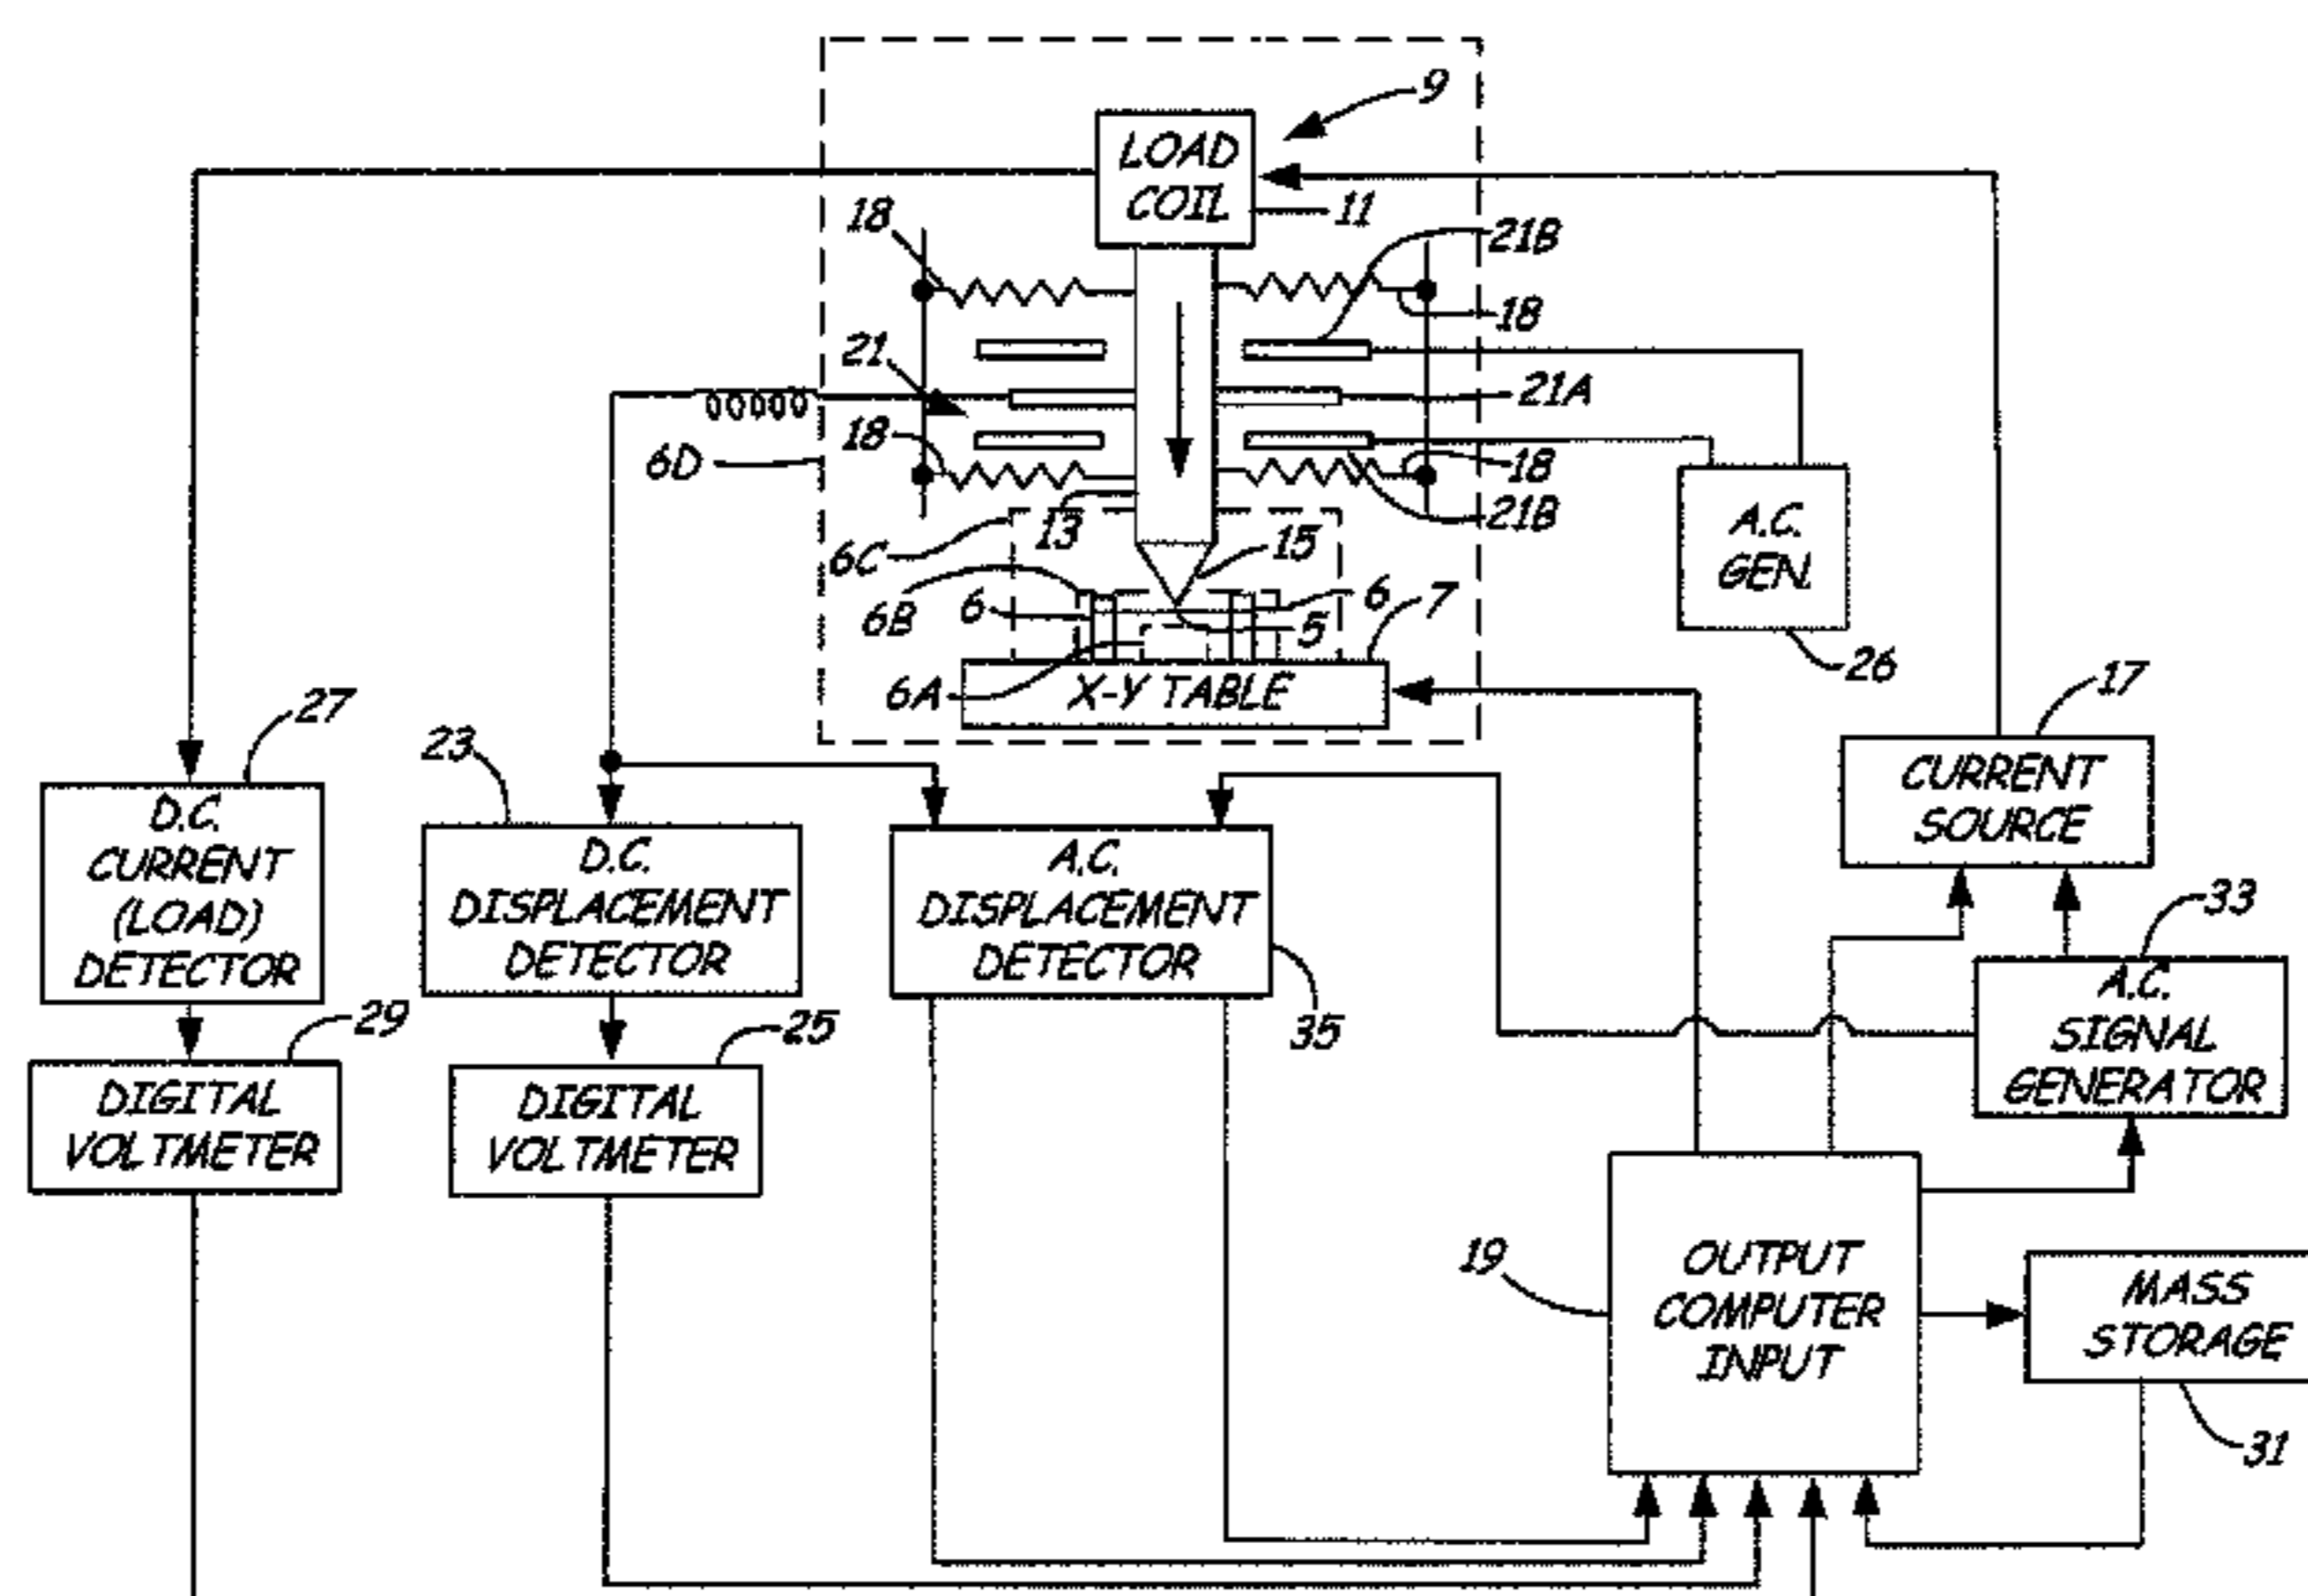 9
LOAD
COIL
11
18
21B
18
21
21A
18
18
6D
21B
13
6C
15
A.C.
GEN.
6B
6
6
7
5
26
6A
X-Y TABLE
27
23
17
D.C.
CURRENT
(LOAD)
DETECTOR
D.C.
DISPLACEMENT
DETECTOR
A.C.
DISPLACEMENT
DETECTOR
CURRENT
SOURCE
33
29
25
35
A.C.
SIGNAL
GENERATOR
DIGITAL
VOLTMETER
DIGITAL
VOLTMETER
19
OUTPUT
COMPUTER
INPUT
MASS
STORAGE
31